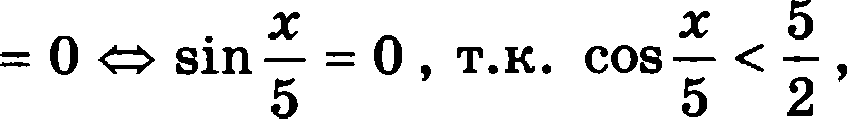 = 0 ⇔ sin x/5 = 0 , т.к. cos x/5 < 5/2 ,